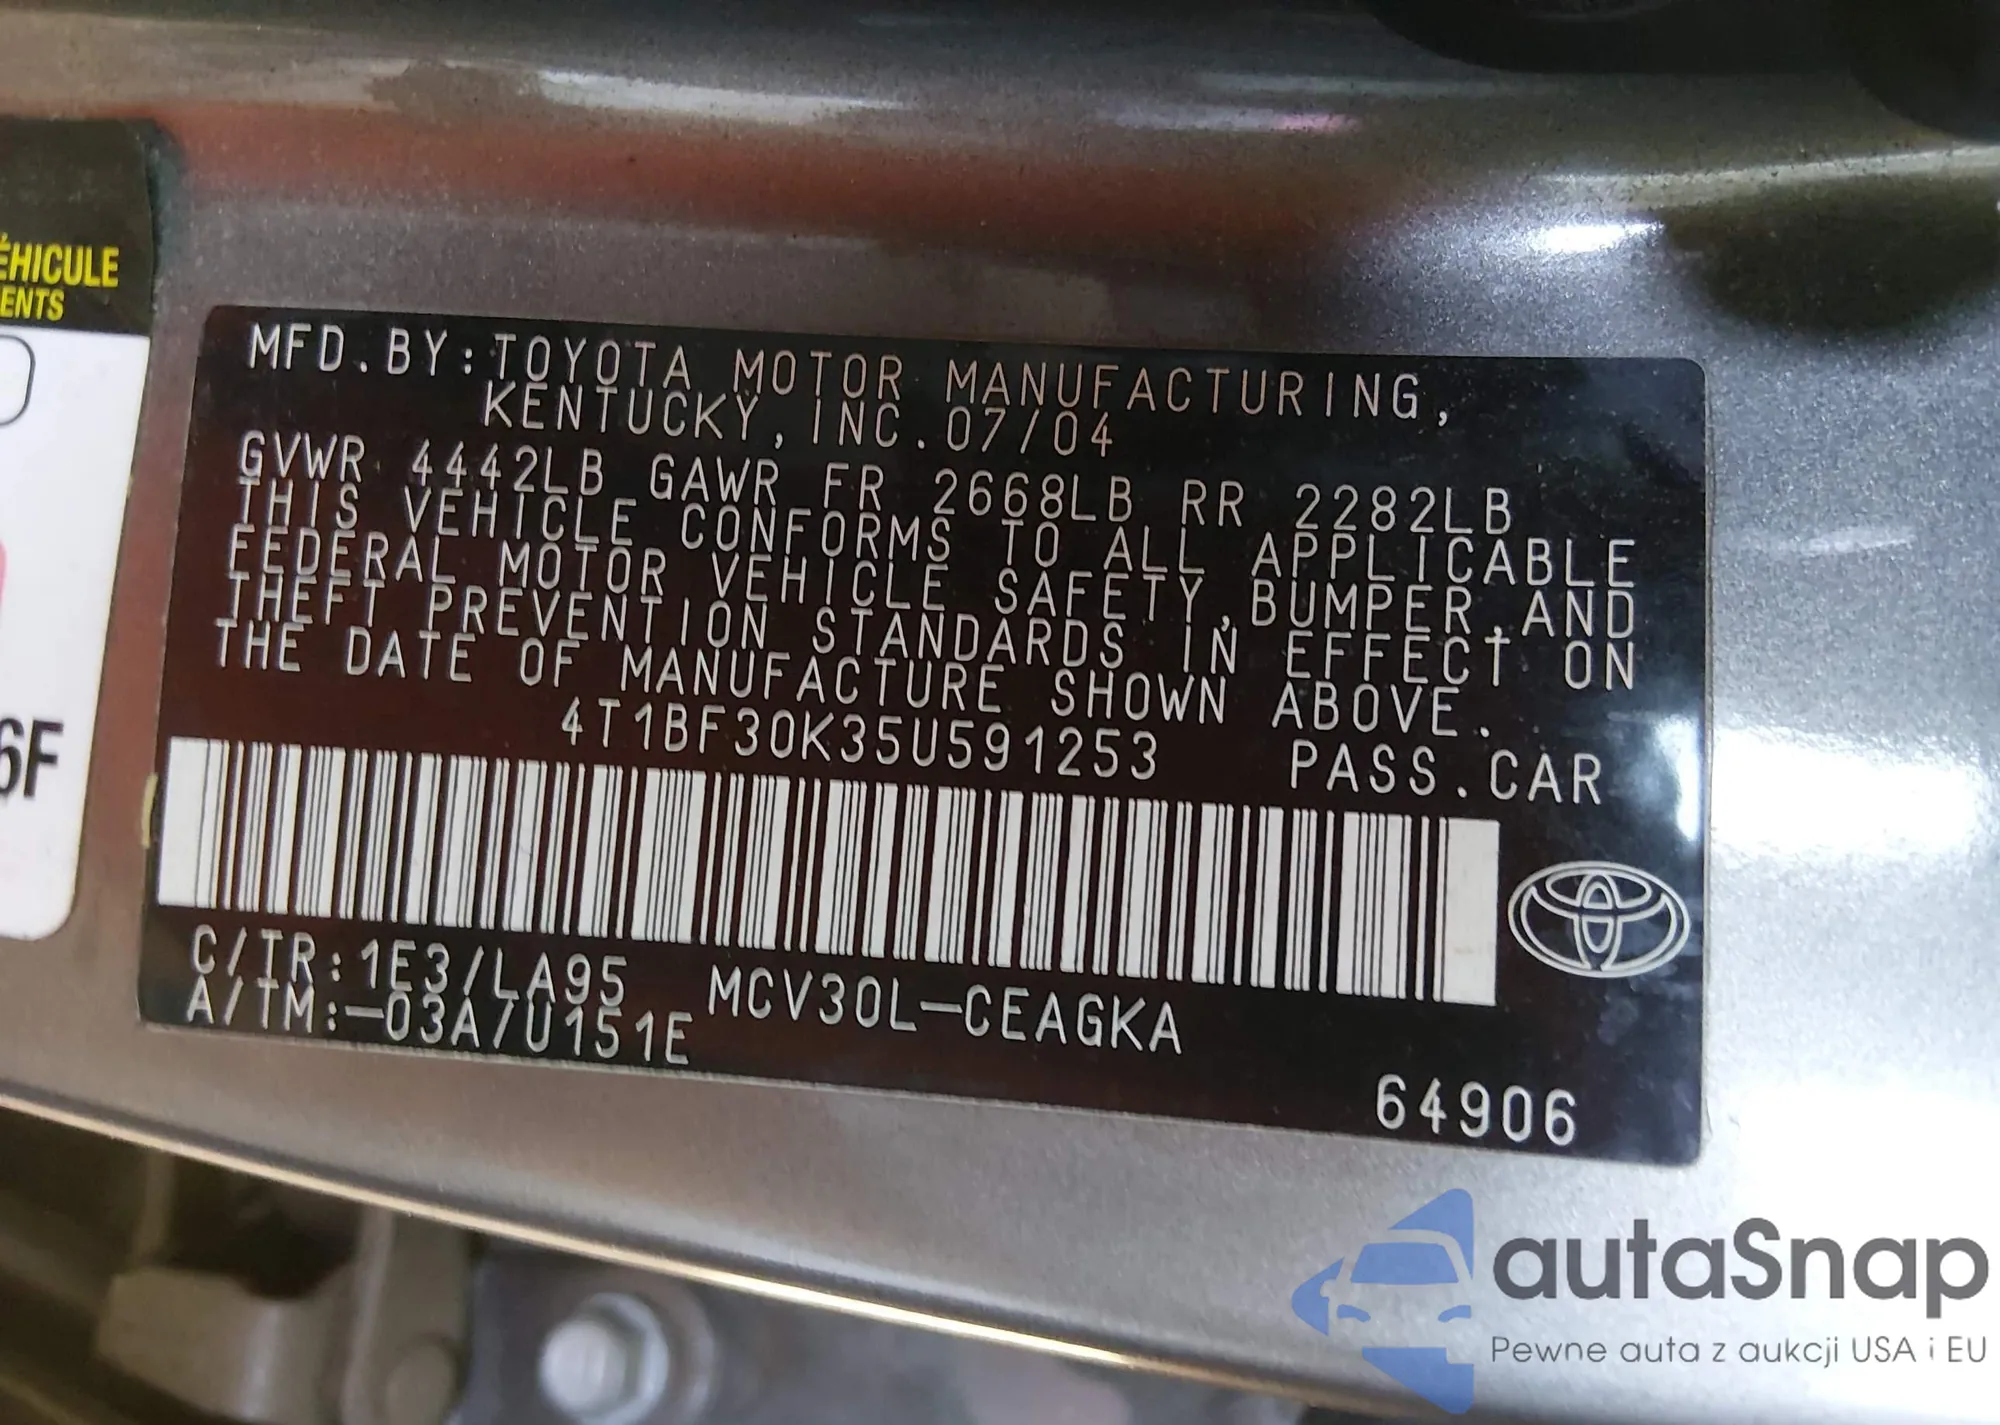 ÉHICULE
ENTS
6F
MFD.BY:TOYOTA MOTOR MANUFACTURING,
KENTUCKY,INC.07/04
GVWR 4442LB GAWR FR 2668LB RR 2282LB
THIS VEHICLE CONFORMS TO ALL APPLICABLE
FEDERAL MOTOR VEHICLE SAFETY,BUMPER,AND
THEFT PREVENTION STANDARDS IN EFFECT ON
THE DATE OF MANUFACTURE SHOWN ABOVE.
4T1BF30K35U591253 PASS.CAR
C/TR:1E3/LA95 MCV30L-CEAGKA
A/TM:-03A/U151E
64906
autaSnap
Pewne auta z aukcji USA i EU